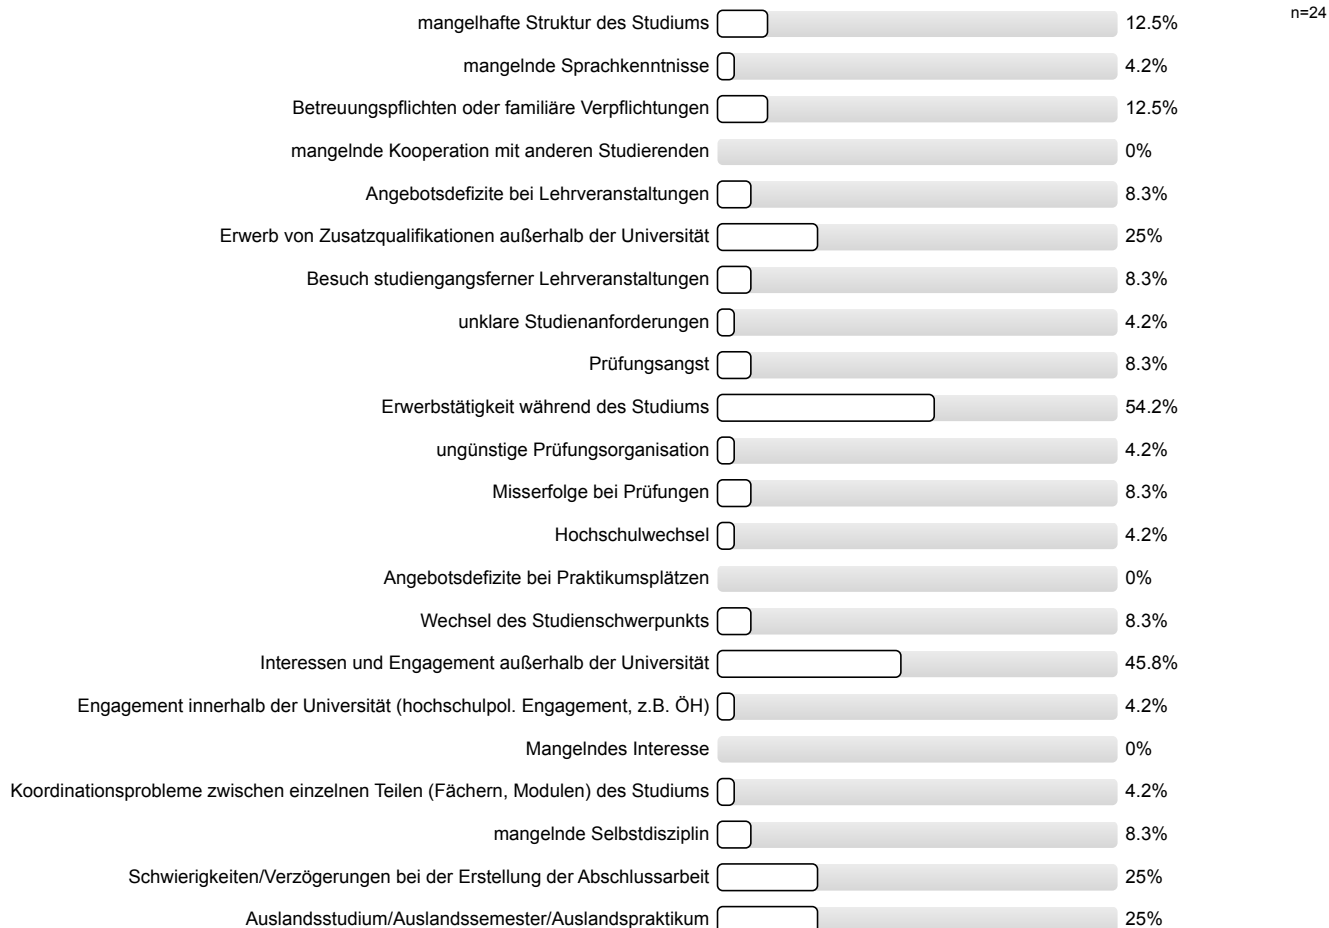 n=24
mangelhafte Struktur des Studiums 12.5%
mangelnde Sprachkenntnisse 4.2%
Betreuungspflichten oder familiäre Verpflichtungen 12.5%
mangelnde Kooperation mit anderen Studierenden 0%
Angebotsdefizite bei Lehrveranstaltungen 8.3%
Erwerb von Zusatzqualifikationen außerhalb der Universität 25%
Besuch studiengangsferner Lehrveranstaltungen 8.3%
unklare Studienanforderungen 4.2%
Prüfungsangst 8.3%
Erwerbstätigkeit während des Studiums 54.2%
ungünstige Prüfungsorganisation 4.2%
Misserfolge bei Prüfungen 8.3%
Hochschulwechsel 4.2%
Angebotsdefizite bei Praktikumsplätzen 0%
Wechsel des Studienschwerpunkts 8.3%
Interessen und Engagement außerhalb der Universität 45.8%
Engagement innerhalb der Universität (hochschulpol. Engagement, z.B. ÖH) 4.2%
Mangelndes Interesse 0%
Koordinationsprobleme zwischen einzelnen Teilen (Fächern, Modulen) des Studiums 4.2%
mangelnde Selbstdisziplin 8.3%
Schwierigkeiten/Verzögerungen bei der Erstellung der Abschlussarbeit 25%
Auslandsstudium/Auslandssemester/Auslandspraktikum 25%